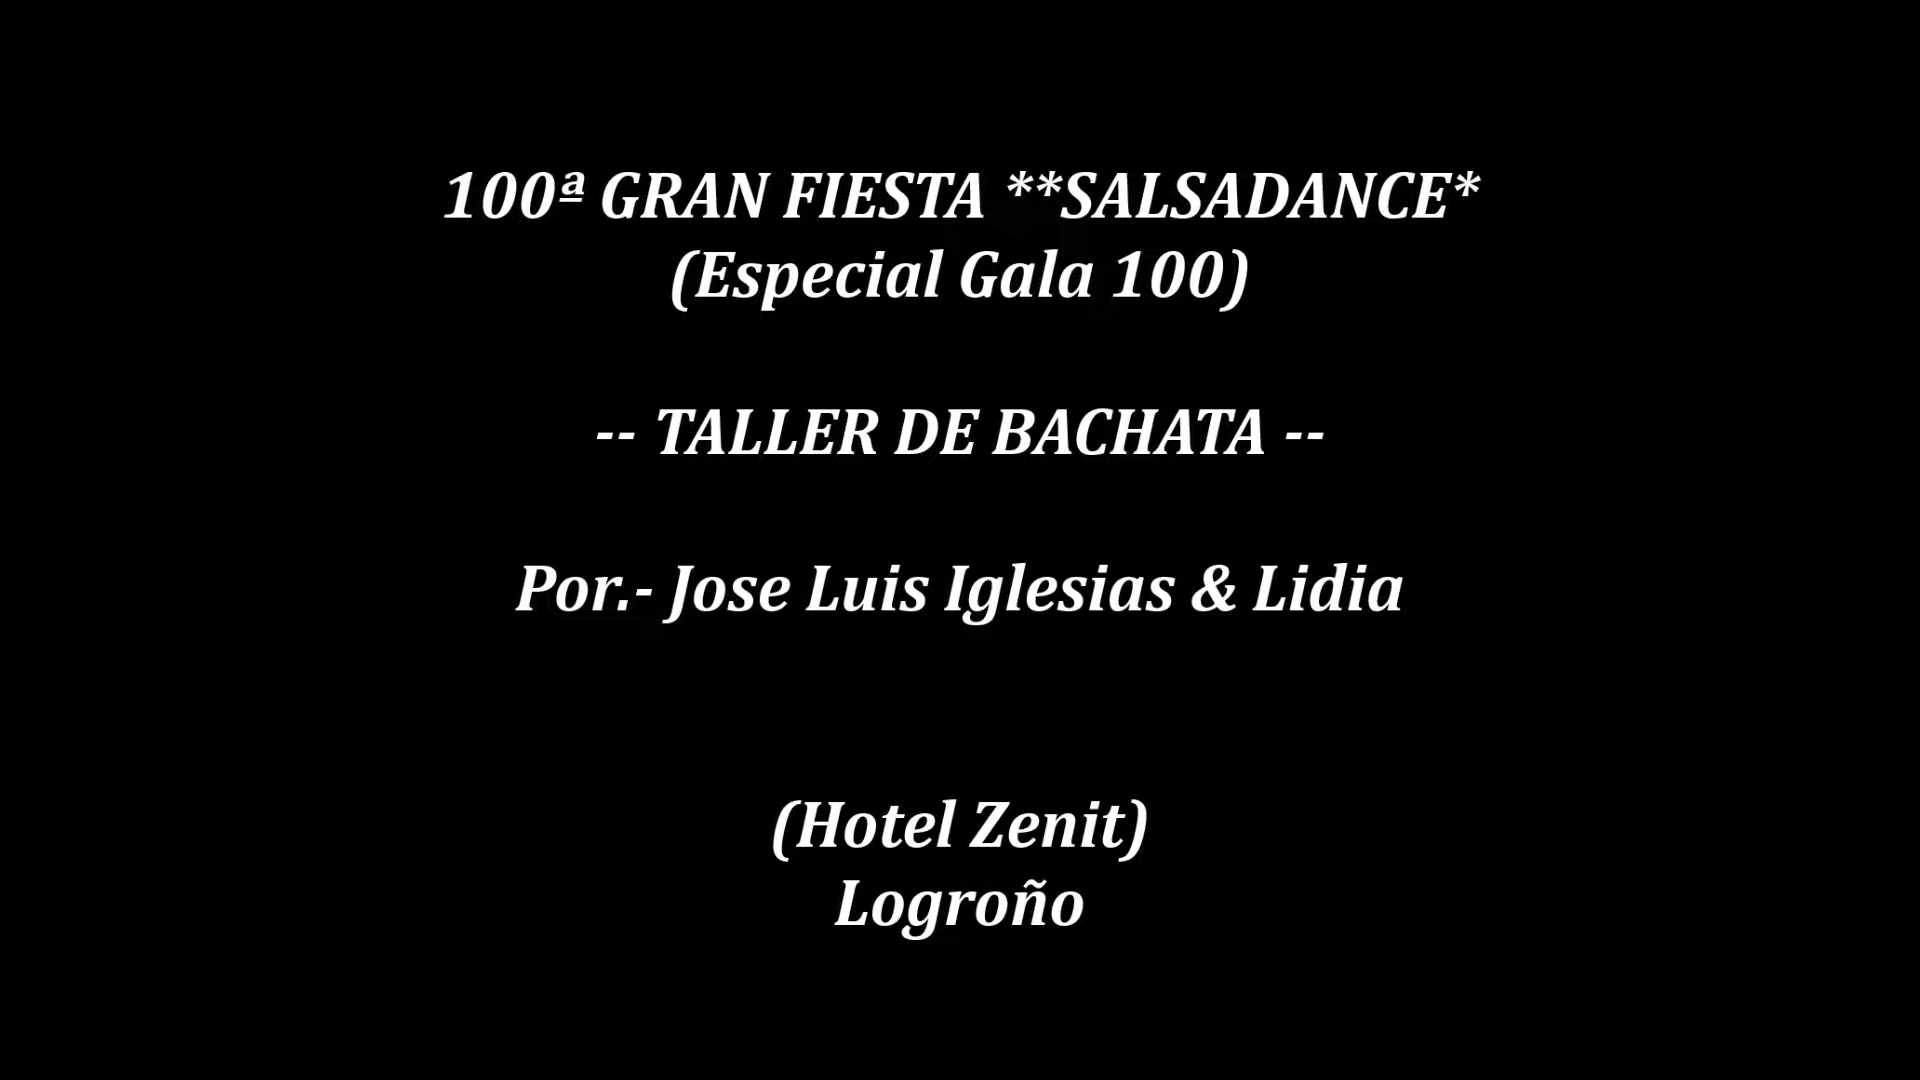 100ª GRAN FIESTA **SALSADANCE*
(Especial Gala 100)
-- TALLER DE BACHATA --
Por.- Jose Luis Iglesias & Lidia
(Hotel Zenit)
Logroño